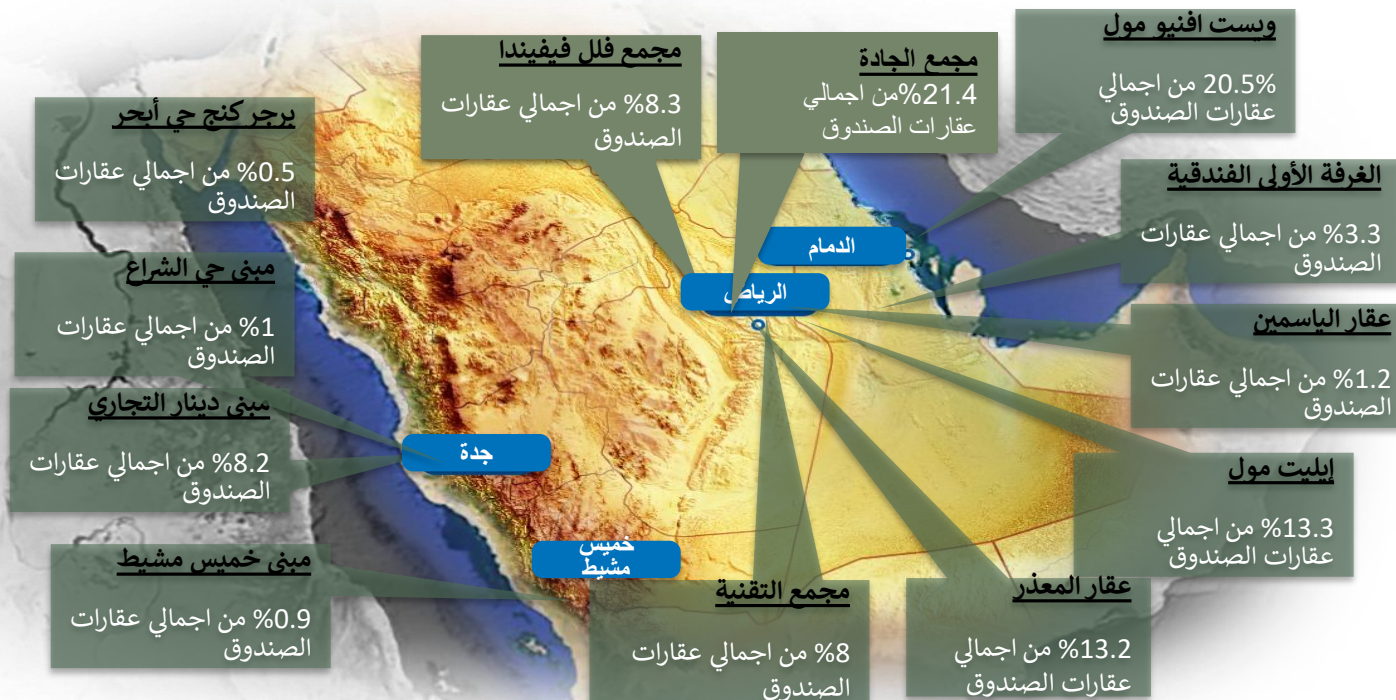 ويست افنيو مول
20.5% من اجمالي
عقارات الصندوق
مجمع الجادة
%21.4من اجمالي
عقارات الصندوق
مجمع فلل فيفيندا
%8.3 من اجمالي عقارات
الصندوق
برجر كنج حي أبحر
%0.5 من اجمالي عقارات
الصندوق
الغرفة الأولى الفندقية
%3.3 من اجمالي عقارات
الصندوق
الدمام
الرياض
مبنى حي الشراع
%1 من اجمالي عقارات
الصندوق
عقار الياسمين
%1.2 من اجمالي عقارات
الصندوق
مبنى دينار التجاري
%8.2 من اجمالي عقارات
الصندوق
جدة
إيليت مول
%13.3 من اجمالي
عقارات الصندوق
خميس
مشيط
مبنى خميس مشيط
%0.9 من اجمالي عقارات
الصندوق
عقار المعذر
%13.2 من اجمالي
عقارات الصندوق
مجمع التقنية
%8 من اجمالي عقارات
الصندوق